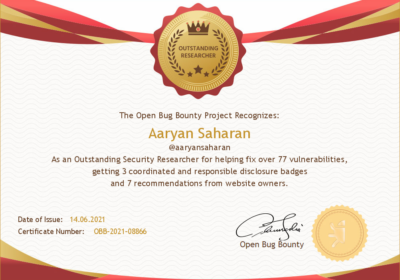 OUTSTANDING
RESEARCHER
The Open Bug Bounty Project Recognizes:
Aaryan Saharan
@aaryansaharan
As an Outstanding Security Researcher for helping fix over 77 vulnerabilities,
getting 3 coordinated and responsible disclosure badges
and 7 recommendations from website owners.
Date of Issue: 14.06.2021
Certificate Number: OBB-2021-08866
Open Bug Bounty